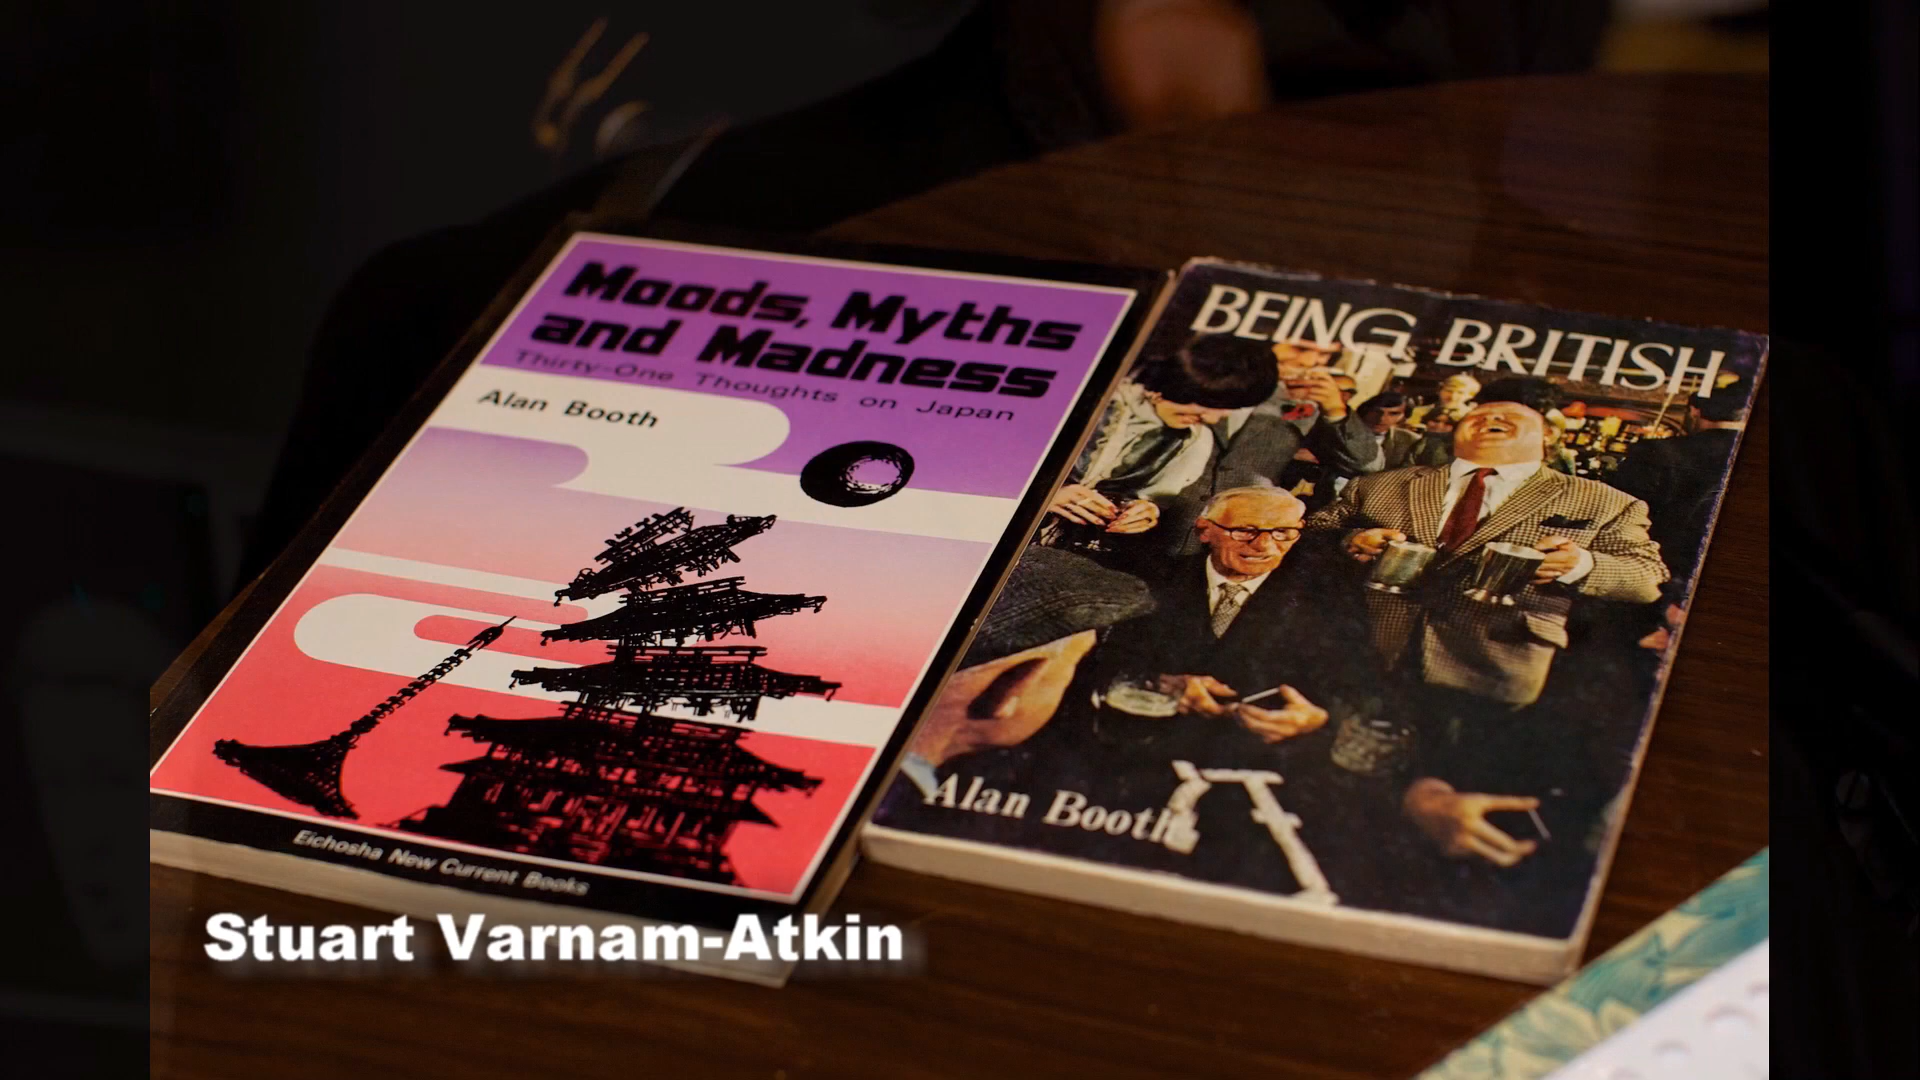 Moods, Myths
and Madness
Thirty-One Thoughts on Japan
Alan Booth
Eichosha New Current Books
BEING BRITISH
Alan Booth
Stuart Varnam-Atkin